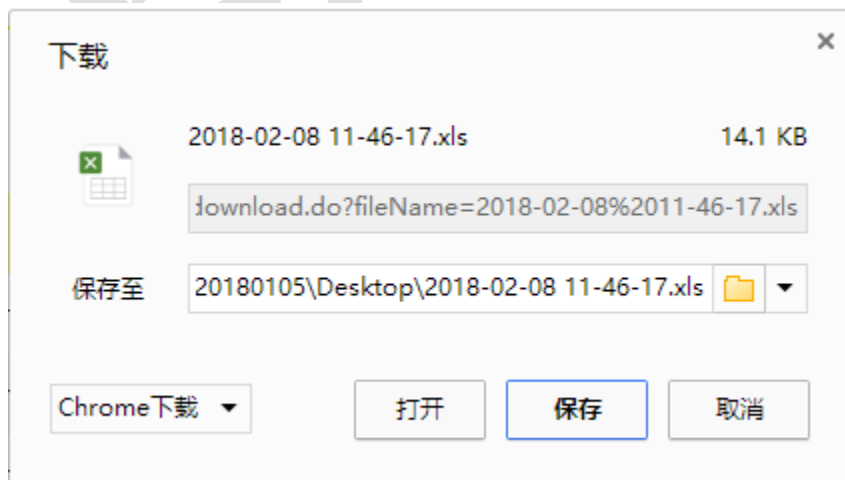 下载
2018-02-08 11-46-17.xls 14.1 KB
download.do?fileName=2018-02-08%2011-46-17.xls
保存至 20180105\Desktop\2018-02-08 11-46-17.xls
Chrome下载 打开 保存 取消